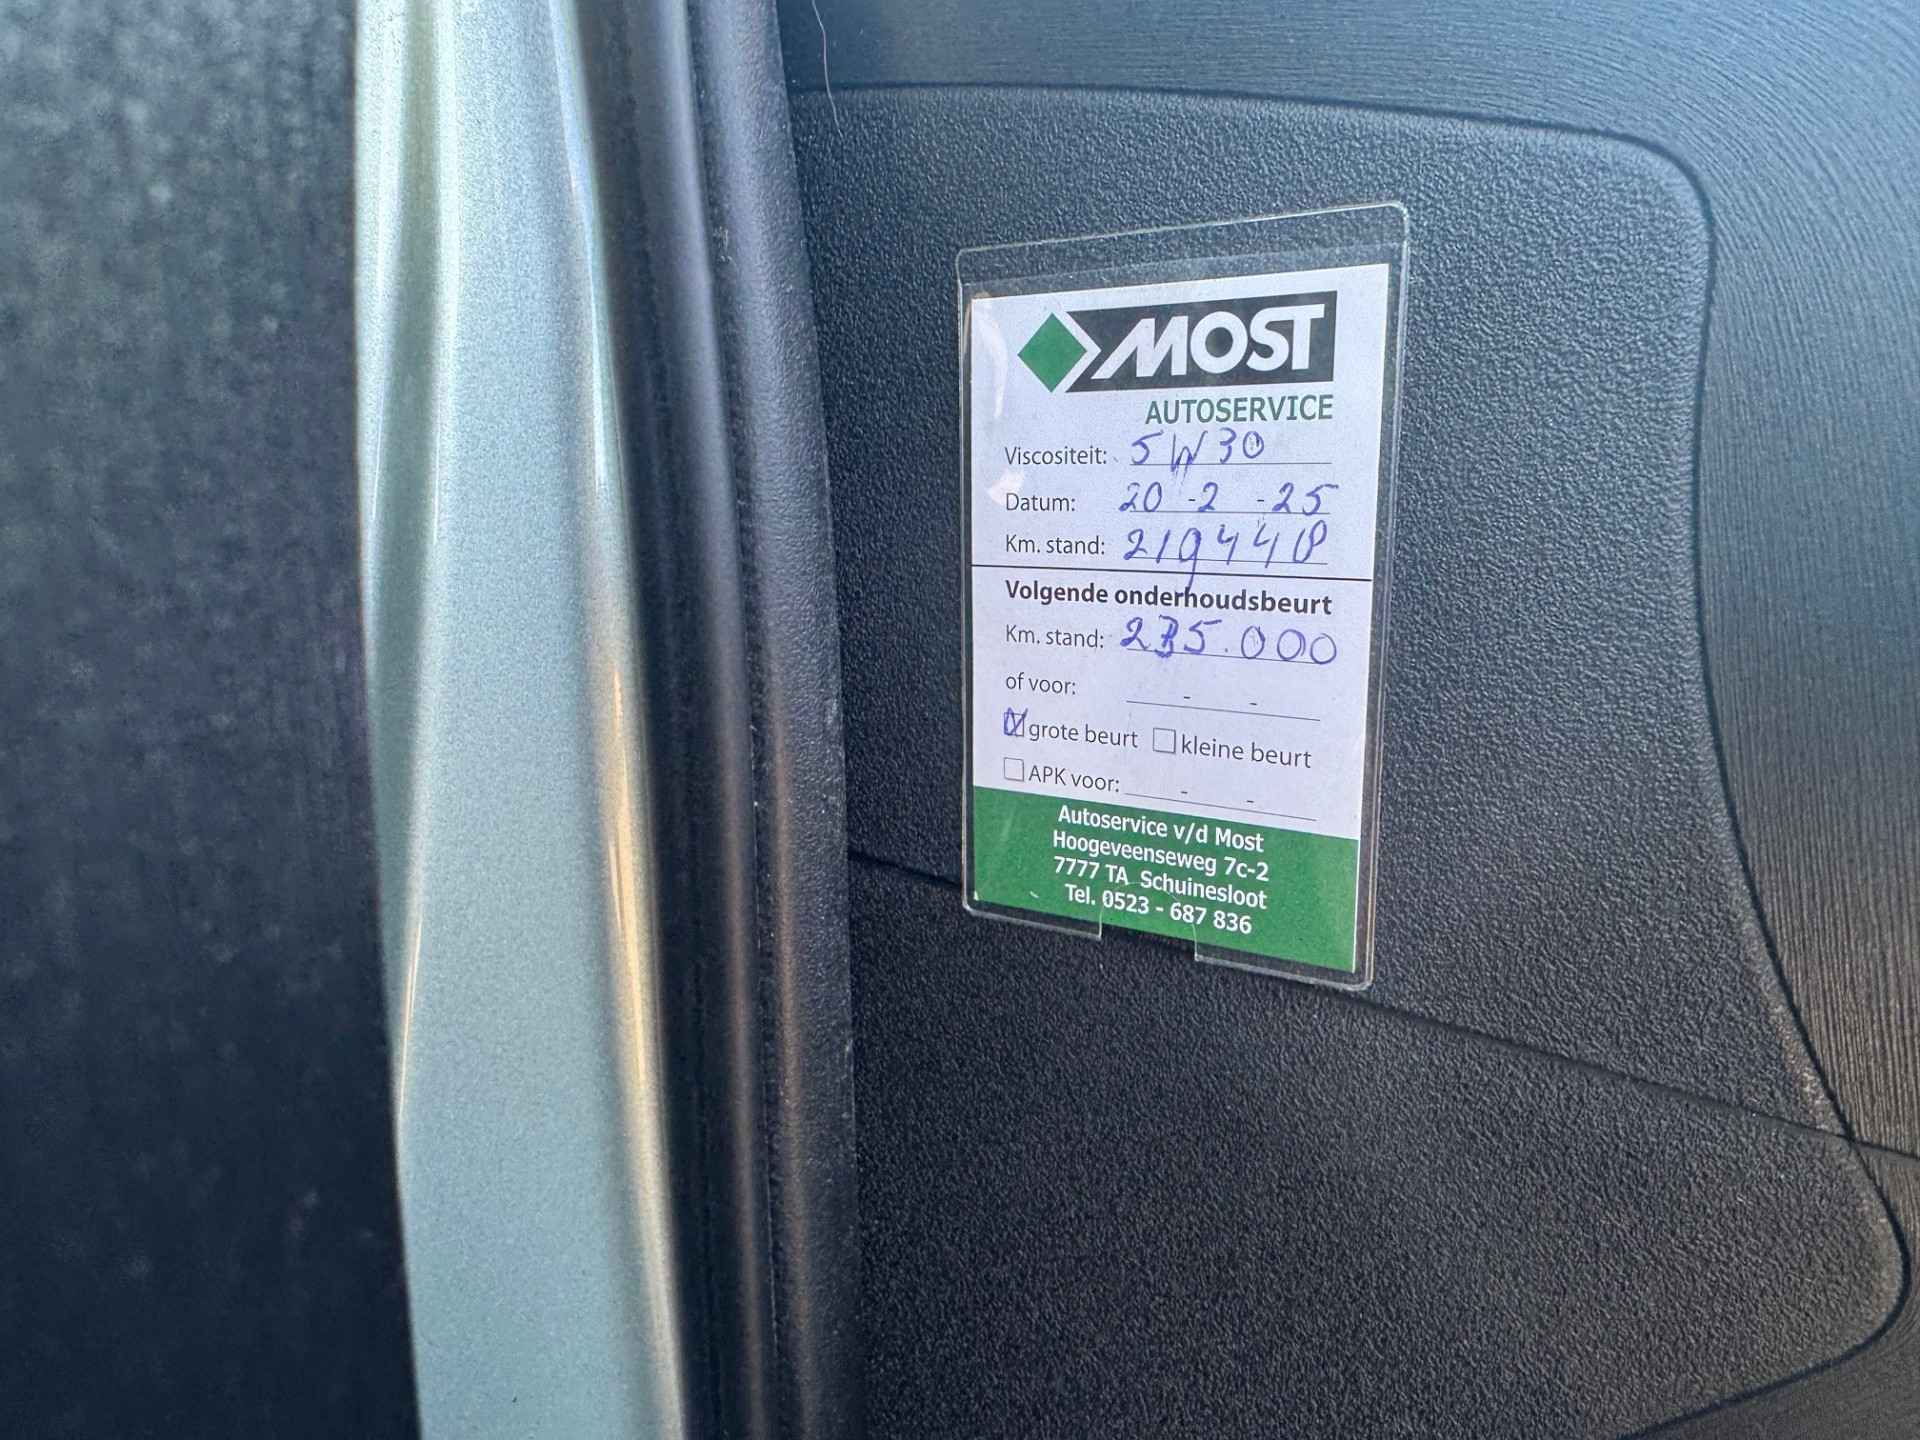 MOST
AUTOSERVICE
Viscositeit: 5W30
Datum: 20-2-25
Km. stand: 219448
Volgende onderhoudsbeurt
Km. stand: 235.000
of voor: - -
grote beurt kleine beurt
APK voor: - -
Autoservice v/d Most
Hoogeveenseweg 7c-2
7777 TA Schuinesloot
Tel. 0523 - 687 836